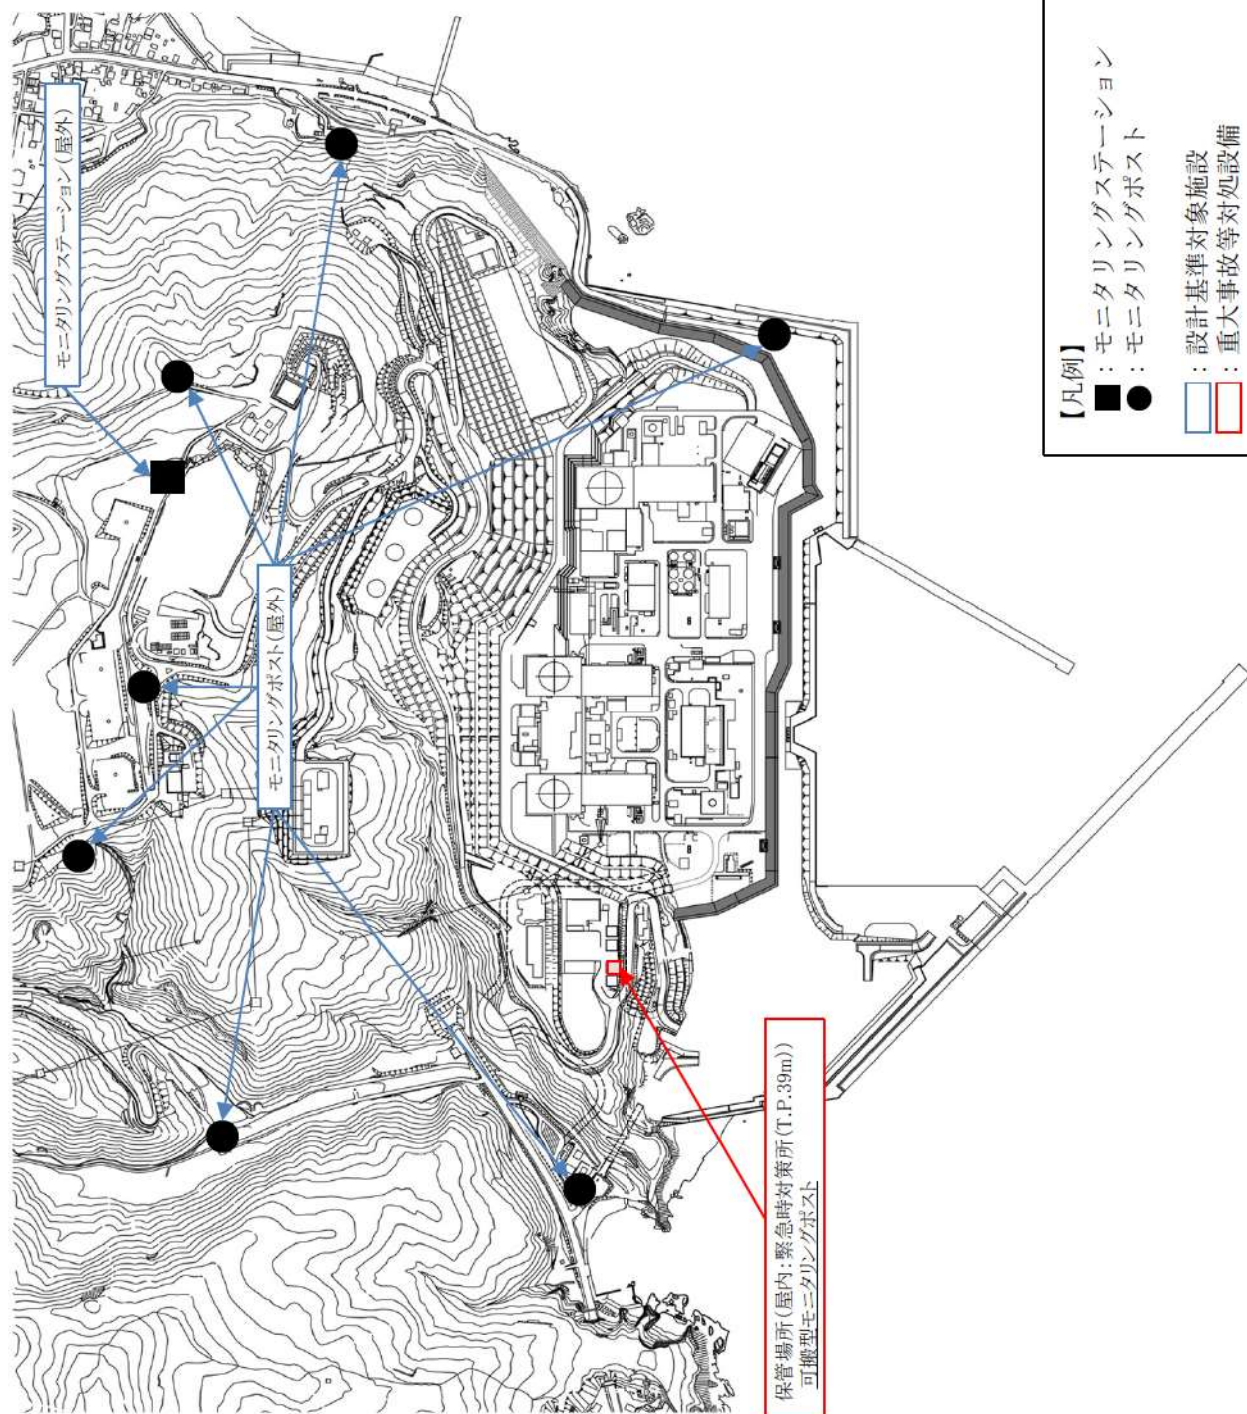 モニタリングステーション(屋外)
モニタリングポスト(屋外)
保管場所(屋内:緊急時対策所(T.P.39m))
可搬型モニタリングポスト
【凡例】
■:モニタリングステーション
●:モニタリングポスト
:設計基準対象施設
:重大事故等対処設備